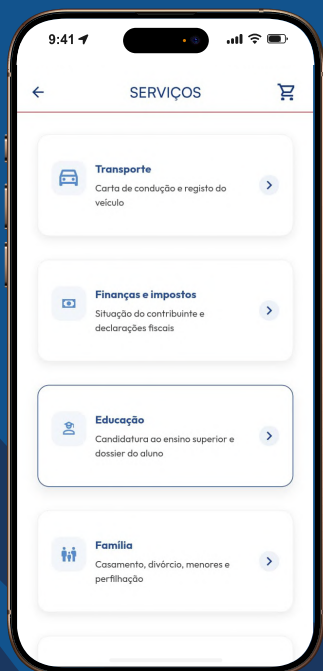 9:41
SERVIÇOS
Transporte
Carta de condução e registo do
veículo
Finanças e impostos
Situação do contribuinte e
declarações fiscais
Educação
Candidatura ao ensino superior e
dossier do aluno
Família
Casamento, divórcio, menores e
perfilhação